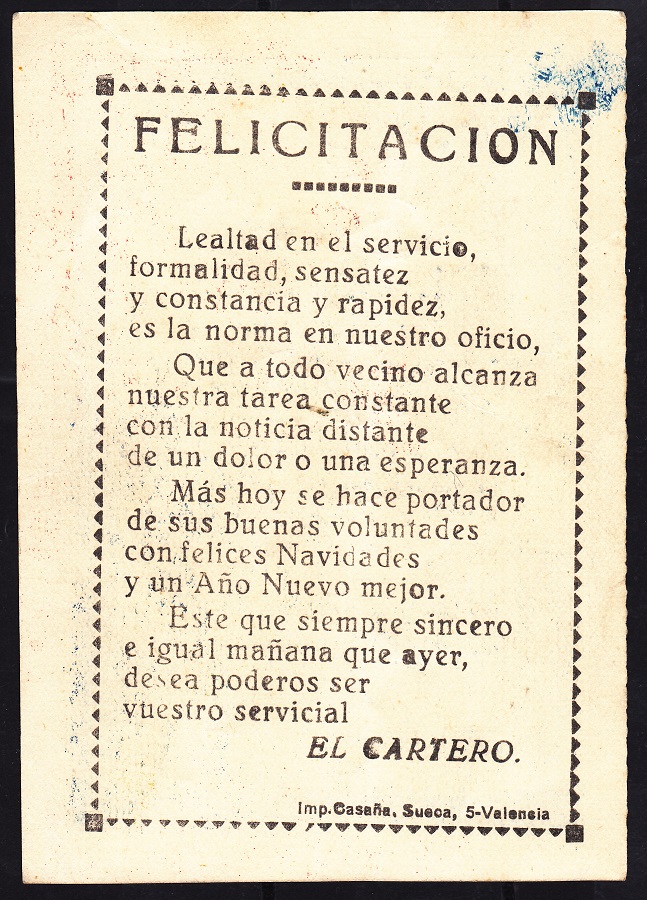 FELICITACION
Lealtad en el servicio,
formalidad, sensatez
y constancia y rapidez,
es la norma en nuestro oficio,
Que a todo vecino alcanza
nuestra tarea constante
con la noticia distante
de un dolor o una esperanza.
Más hoy se hace portador
de sus buenas voluntades
con felices Navidades
y un Año Nuevo mejor.
Este que siempre sincero
e igual mañana que ayer,
desea poderos ser
vuestro servicial
EL CARTERO.
Imp. Casaña, Sueca, 5-Valencia